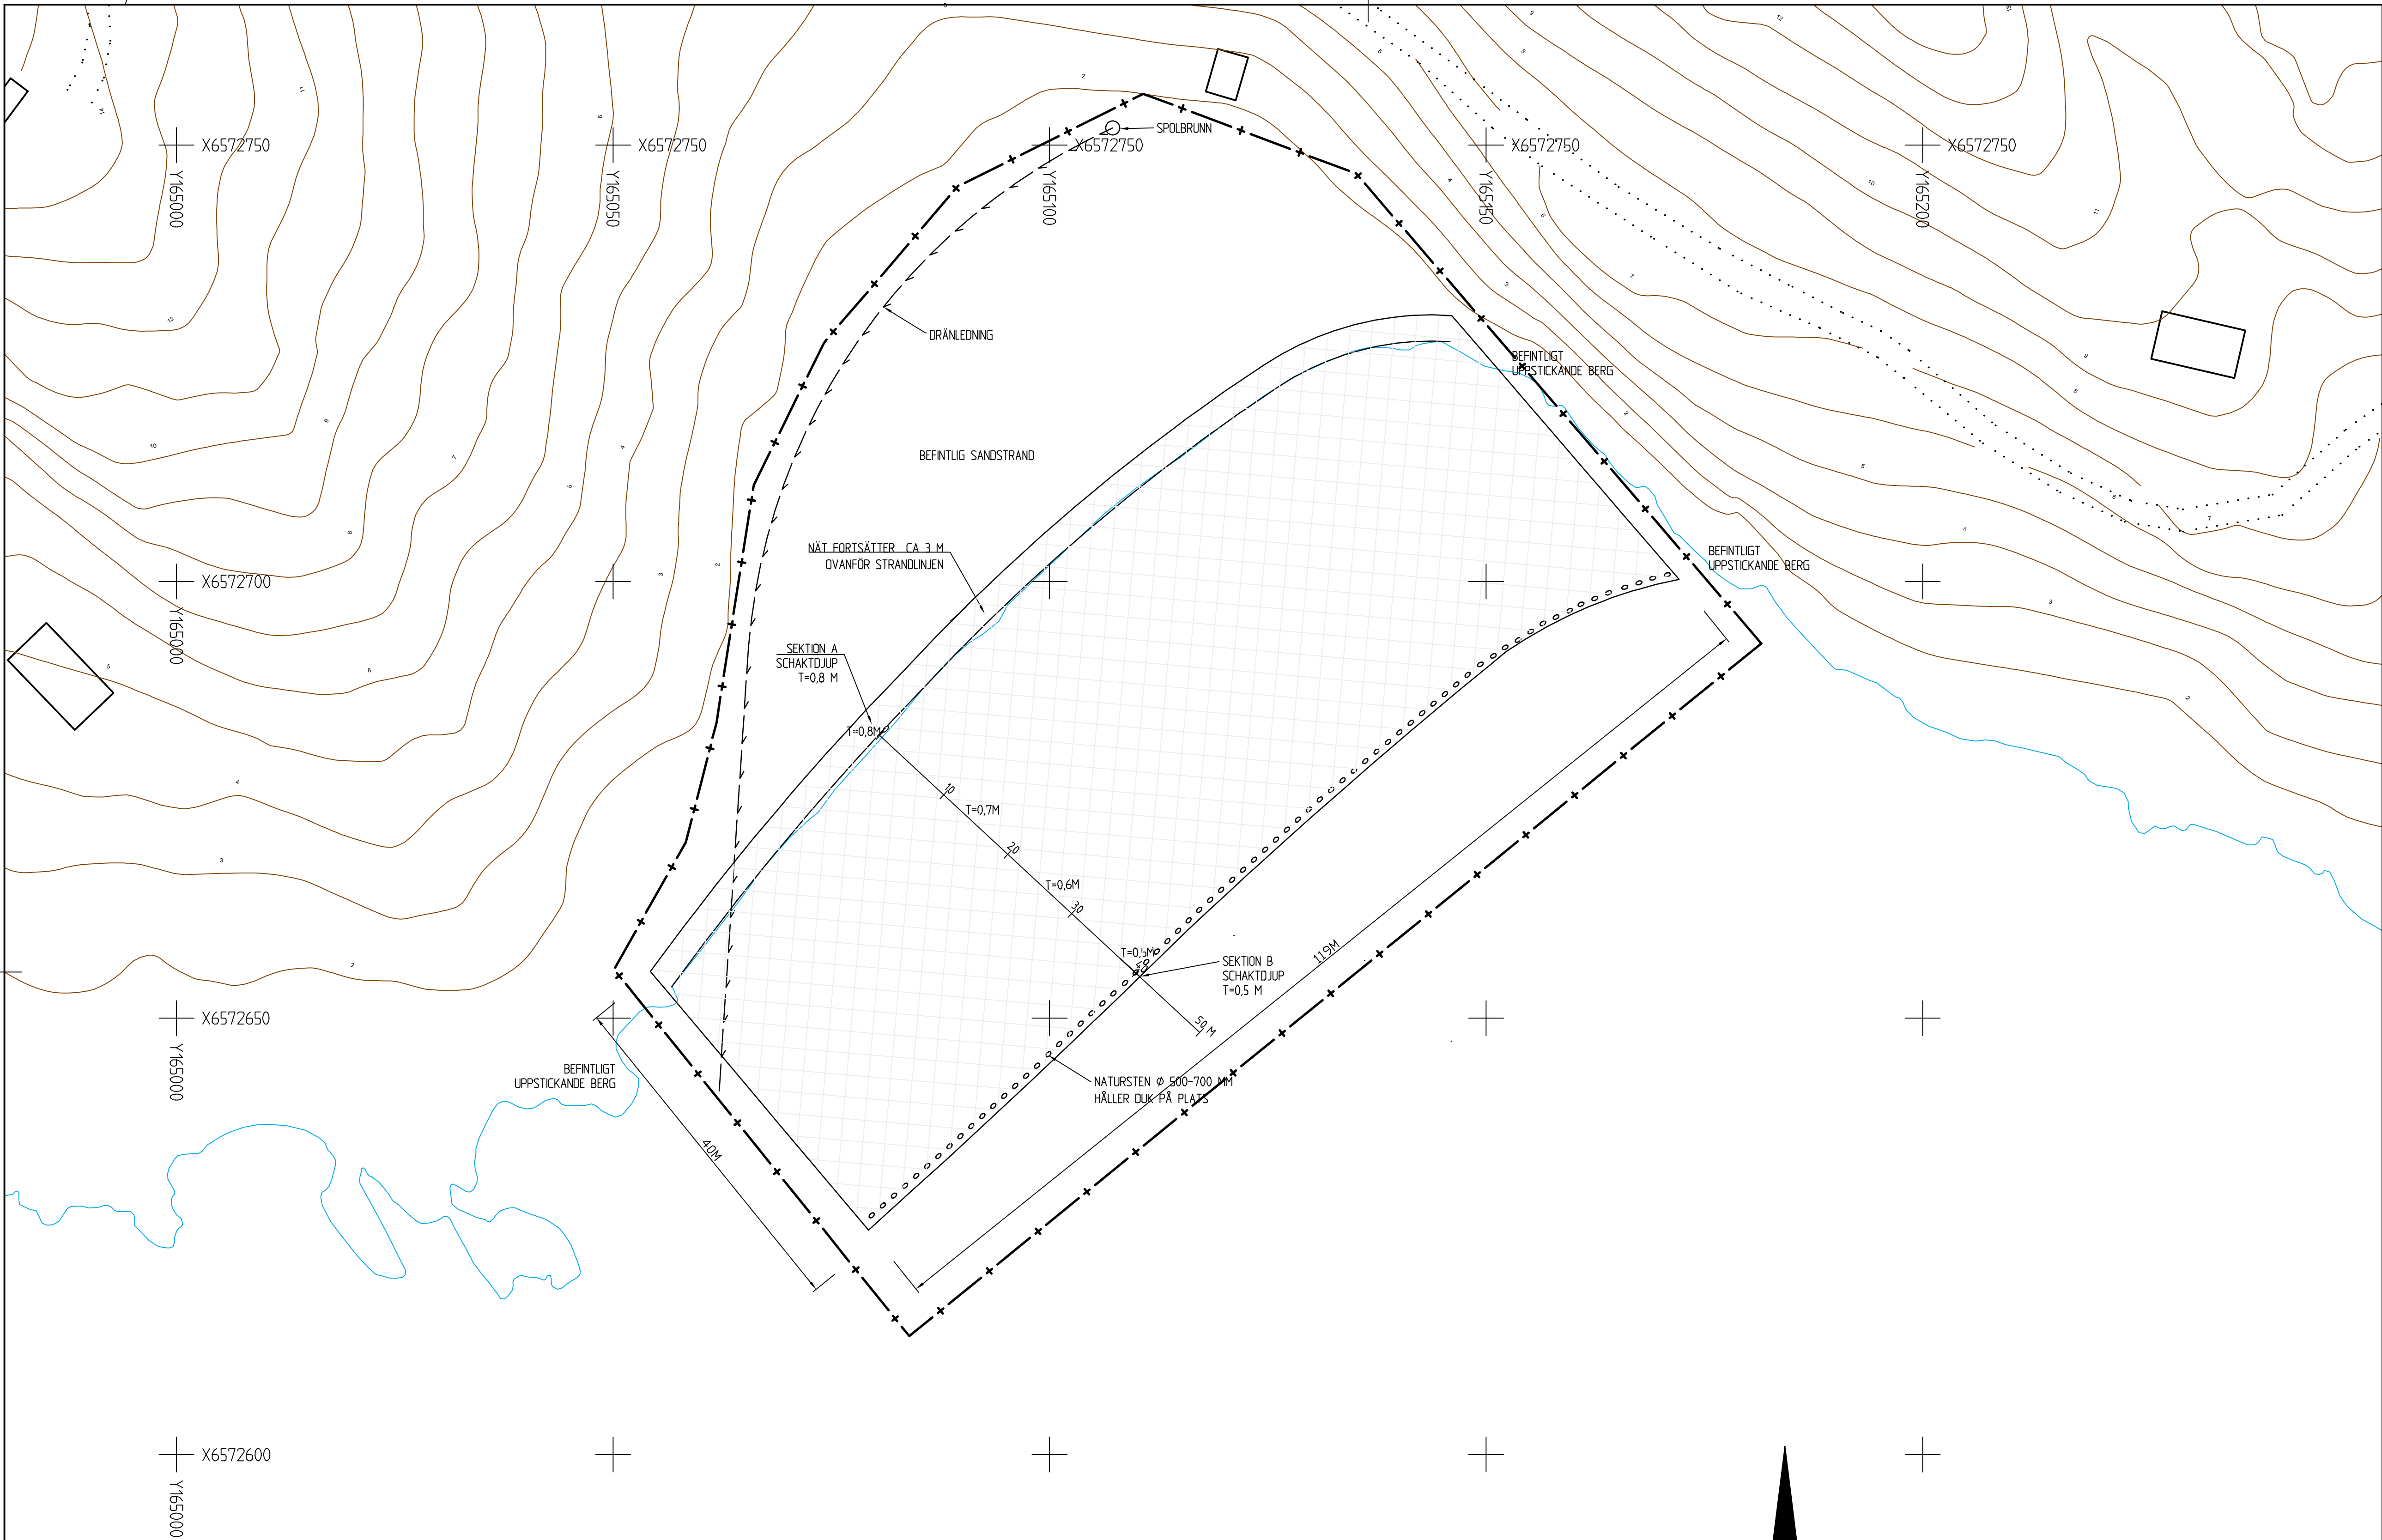 X6572750
X6572750
X6572750
X6572750
X6572750
Y165000
Y165050
Y165100
Y165150
Y165200
SPOLBRUNN
DRÄNLEDNING
BEFINTLIGT
UPPSTICKANDE BERG
BEFINTLIG SANDSTRAND
NÄT FORTSÄTTER CA 3 M
OVANFÖR STRANDLINJEN
BEFINTLIGT
UPPSTICKANDE BERG
X6572700
Y165000
SEKTION A
SCHAKTDJUP
T=0,8 M
T=0,8M
0
10
T=0,7M
20
T=0,6M
30
T=0,5M
40
50 M
SEKTION B
SCHAKTDJUP
T=0,5 M
119M
X6572650
Y165000
BEFINTLIGT
UPPSTICKANDE BERG
NATURSTEN Ø 500-700 MM
HÅLLER DUK PÅ PLATS
40M
X6572600
Y165000